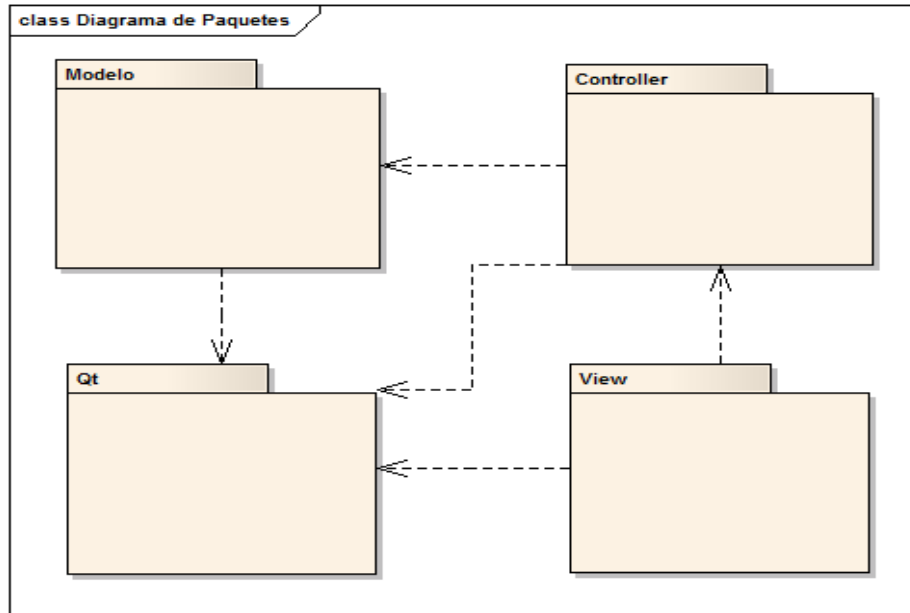 class Diagrama de Paquetes
Modelo
Controller
Qt
View